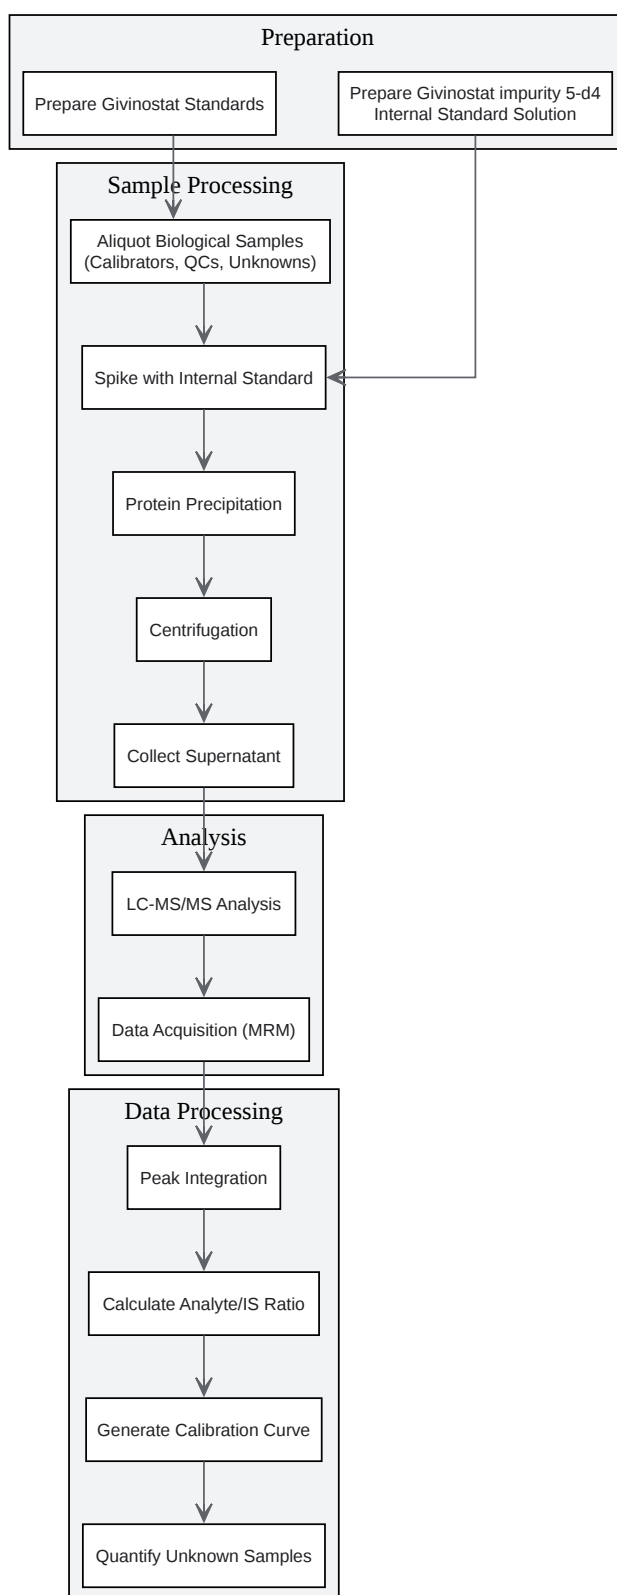 Preparation
Prepare Givinostat Standards
Prepare Givinostat impurity 5-d4
Internal Standard Solution
Sample Processing
Aliquot Biological Samples
(Calibrators, QCs, Unknowns)
Spike with Internal Standard
Protein Precipitation
Centrifugation
Collect Supernatant
Analysis
LC-MS/MS Analysis
Data Acquisition (MRM)
Data Processing
Peak Integration
Calculate Analyte/IS Ratio
Generate Calibration Curve
Quantify Unknown Samples